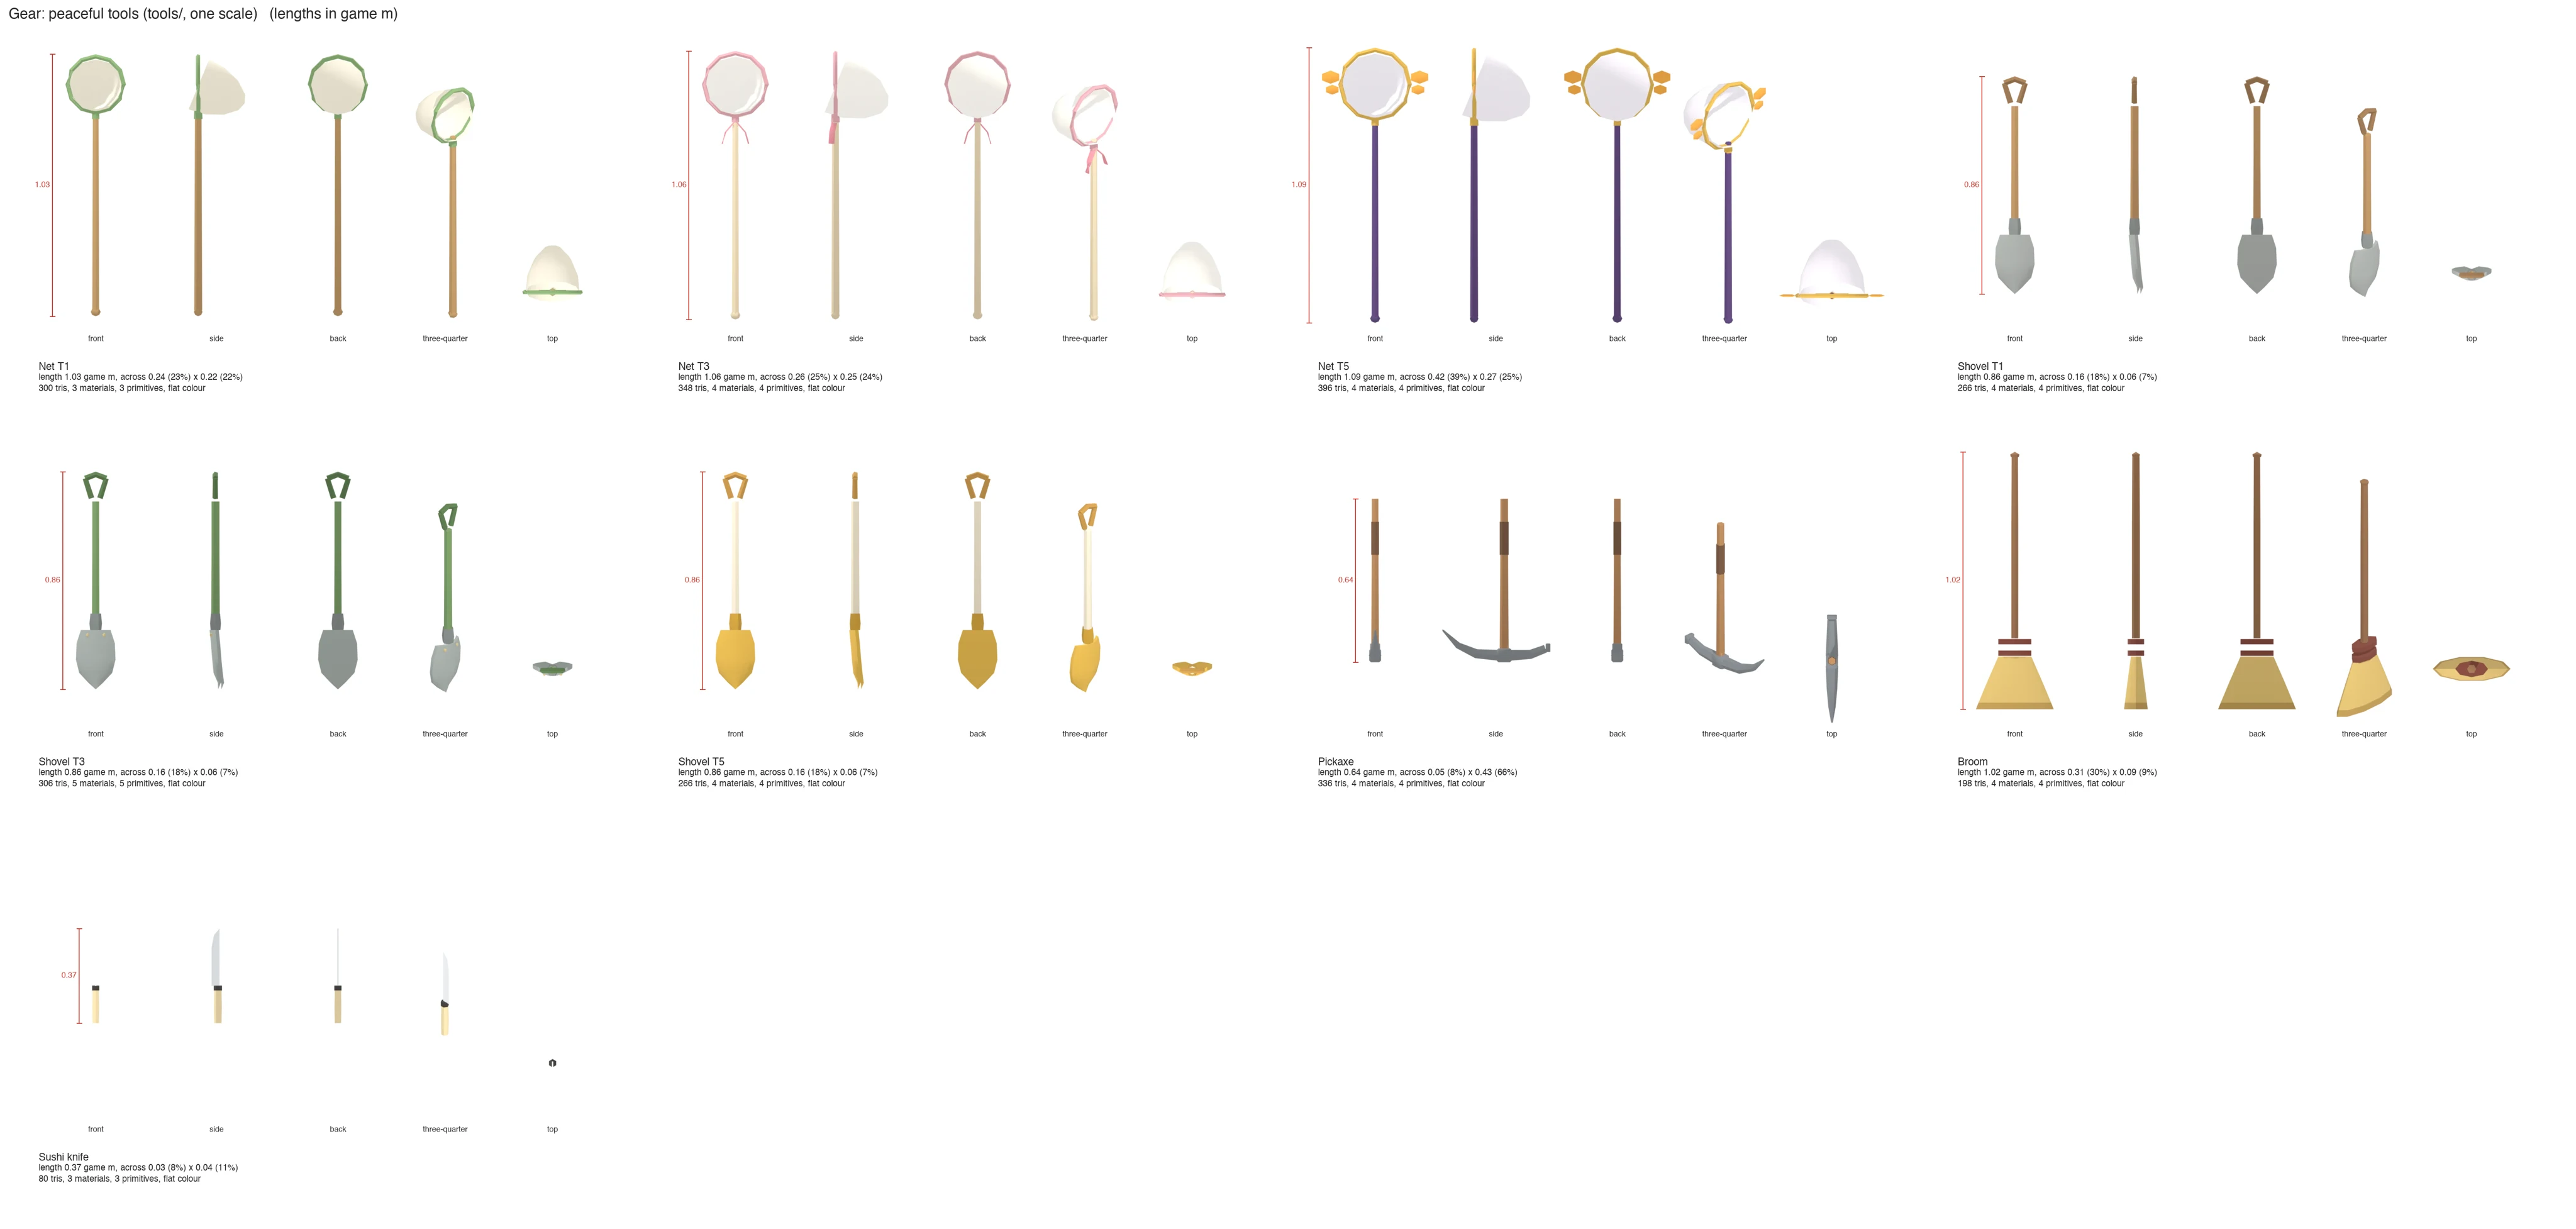 Gear: peaceful tools (tools/, one scale)   (lengths in game m)
1.03
front side back three-quarter top
Net T1
length 1.03 game m, across 0.24 (23%) x 0.22 (22%)
300 tris, 3 materials, 3 primitives, flat colour
1.06
front side back three-quarter top
Net T3
length 1.06 game m, across 0.26 (25%) x 0.25 (24%)
348 tris, 4 materials, 4 primitives, flat colour
1.09
front side back three-quarter top
Net T5
length 1.09 game m, across 0.42 (39%) x 0.27 (25%)
396 tris, 4 materials, 4 primitives, flat colour
0.86
front side back three-quarter top
Shovel T1
length 0.86 game m, across 0.16 (18%) x 0.06 (7%)
266 tris, 4 materials, 4 primitives, flat colour
0.86
front side back three-quarter top
Shovel T3
length 0.86 game m, across 0.16 (18%) x 0.06 (7%)
306 tris, 5 materials, 5 primitives, flat colour
0.86
front side back three-quarter top
Shovel T5
length 0.86 game m, across 0.16 (18%) x 0.06 (7%)
266 tris, 4 materials, 4 primitives, flat colour
0.64
front side back three-quarter top
Pickaxe
length 0.64 game m, across 0.05 (8%) x 0.43 (66%)
336 tris, 4 materials, 4 primitives, flat colour
1.02
front side back three-quarter top
Broom
length 1.02 game m, across 0.31 (30%) x 0.09 (9%)
198 tris, 4 materials, 4 primitives, flat colour
0.37
front side back three-quarter top
Sushi knife
length 0.37 game m, across 0.03 (8%) x 0.04 (11%)
80 tris, 3 materials, 3 primitives, flat colour